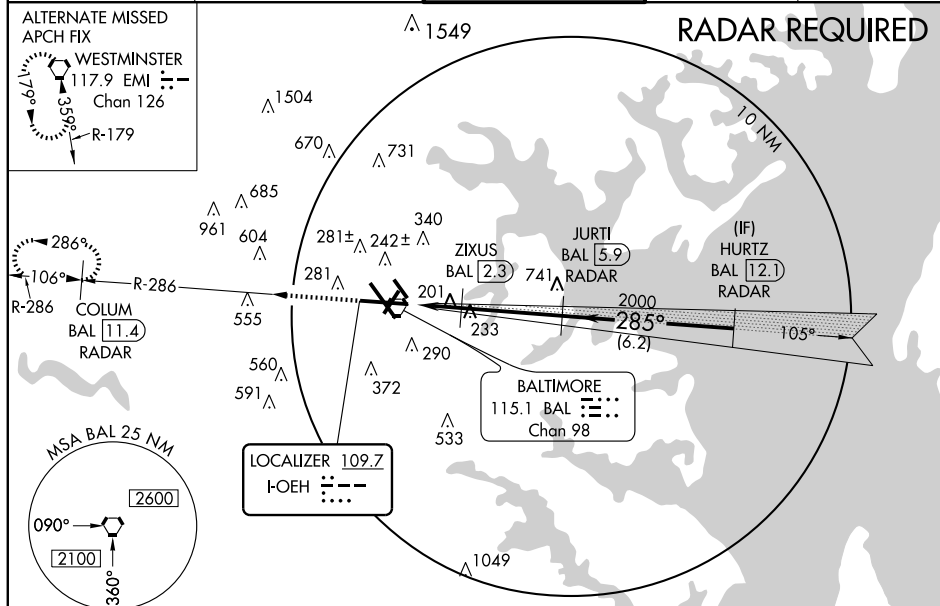 ALTERNATE MISSED
APCH FIX
WESTMINSTER
117.9 EMI
Chan 126
179°
359°
R-179
1549
RADAR REQUIRED
10 NM
1504
670
731
685
961
604
281±
242±
340
281
555
286°
106°
R-286
R-286
COLUM
BAL 11.4
RADAR
ZIXUS
BAL 2.3
JURTI
BAL 5.9
RADAR
(IF)
HURTZ
BAL 12.1
RADAR
741
201
233
2000
285°
(6.2)
105°
290
372
560
591
533
BALTIMORE
115.1 BAL
Chan 98
LOCALIZER 109.7
I-OEH
MSA BAL 25 NM
2600
090°
2100
360°
1049